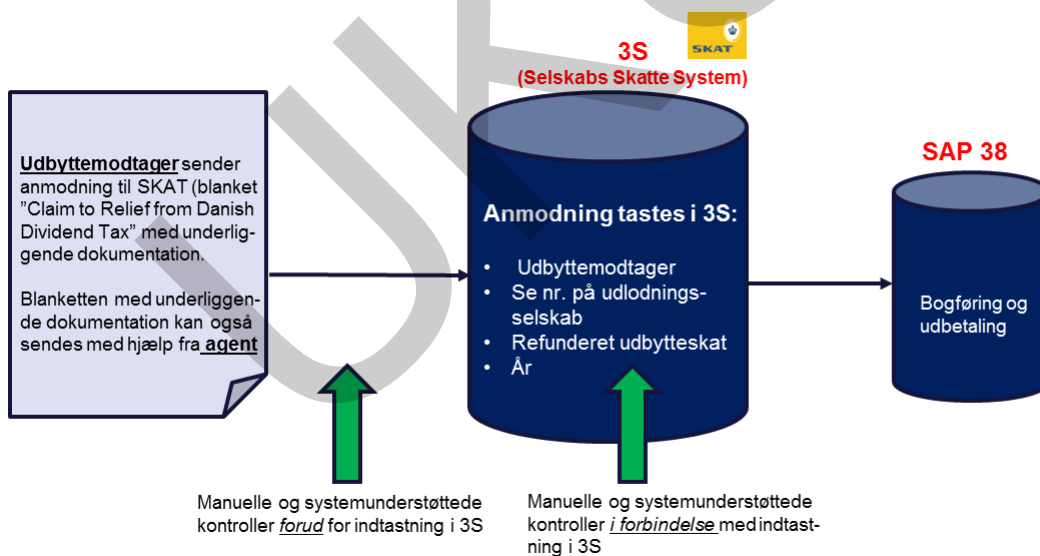 3S
(Selskabs Skatte System)
SKAT
Udbyttemodtager sender
anmodning til SKAT (blanket
”Claim to Relief from Danish
Dividend Tax” med underlig-
gende dokumentation.
Blanketten med underliggen-
de dokumentation kan også
sendes med hjælp fra agent
Anmodning tastes i 3S:
• Udbyttemodtager
• Se nr. på udlodnings-
selskab
• Refunderet udbytteskat
• År
SAP 38
Bogføring og
udbetaling
Manuelle og systemunderstøttede
kontroller forud for indtastning i 3S
Manuelle og systemunderstøttede
kontroller i forbindelse med indtast-
ning i 3S